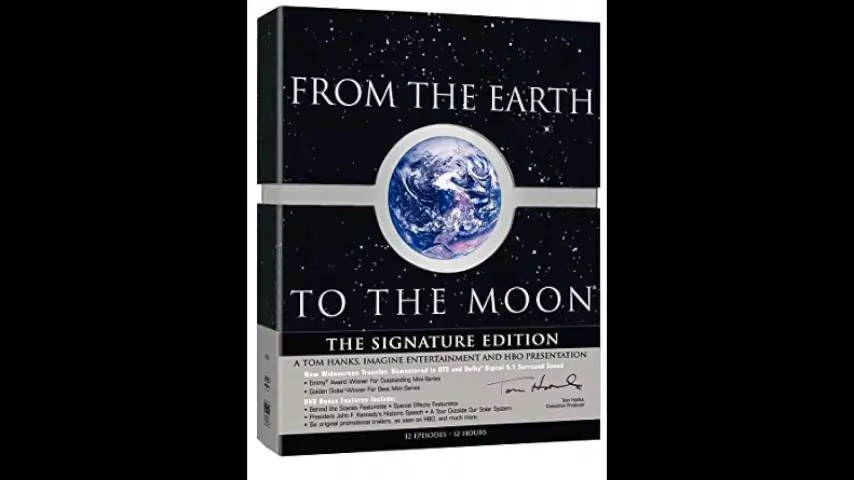 FROM THE EARTH
TO THE MOON
THE SIGNATURE EDITION
A TOM HANKS, IMAGINE ENTERTAINMENT AND HBO PRESENTATION
New Widescreen Transfer. Remastered in DTS and Dolby® Digital 5.1 Surround Sound
• Emmy® Award-Winner For Outstanding Mini-Series
• Golden Globe®-Winner For Best Mini-Series
DVD Bonus Features Include:
• Behind the Scenes Featurette • Special Effects Featurette
• President John F. Kennedy's Historic Speech • A Tour Outside Our Solar System
• Six original promotional trailers, as seen on HBO, and much more.
Tom Hanks
Tom Hanks,
Executive Producer
12 EPISODES - 12 HOURS